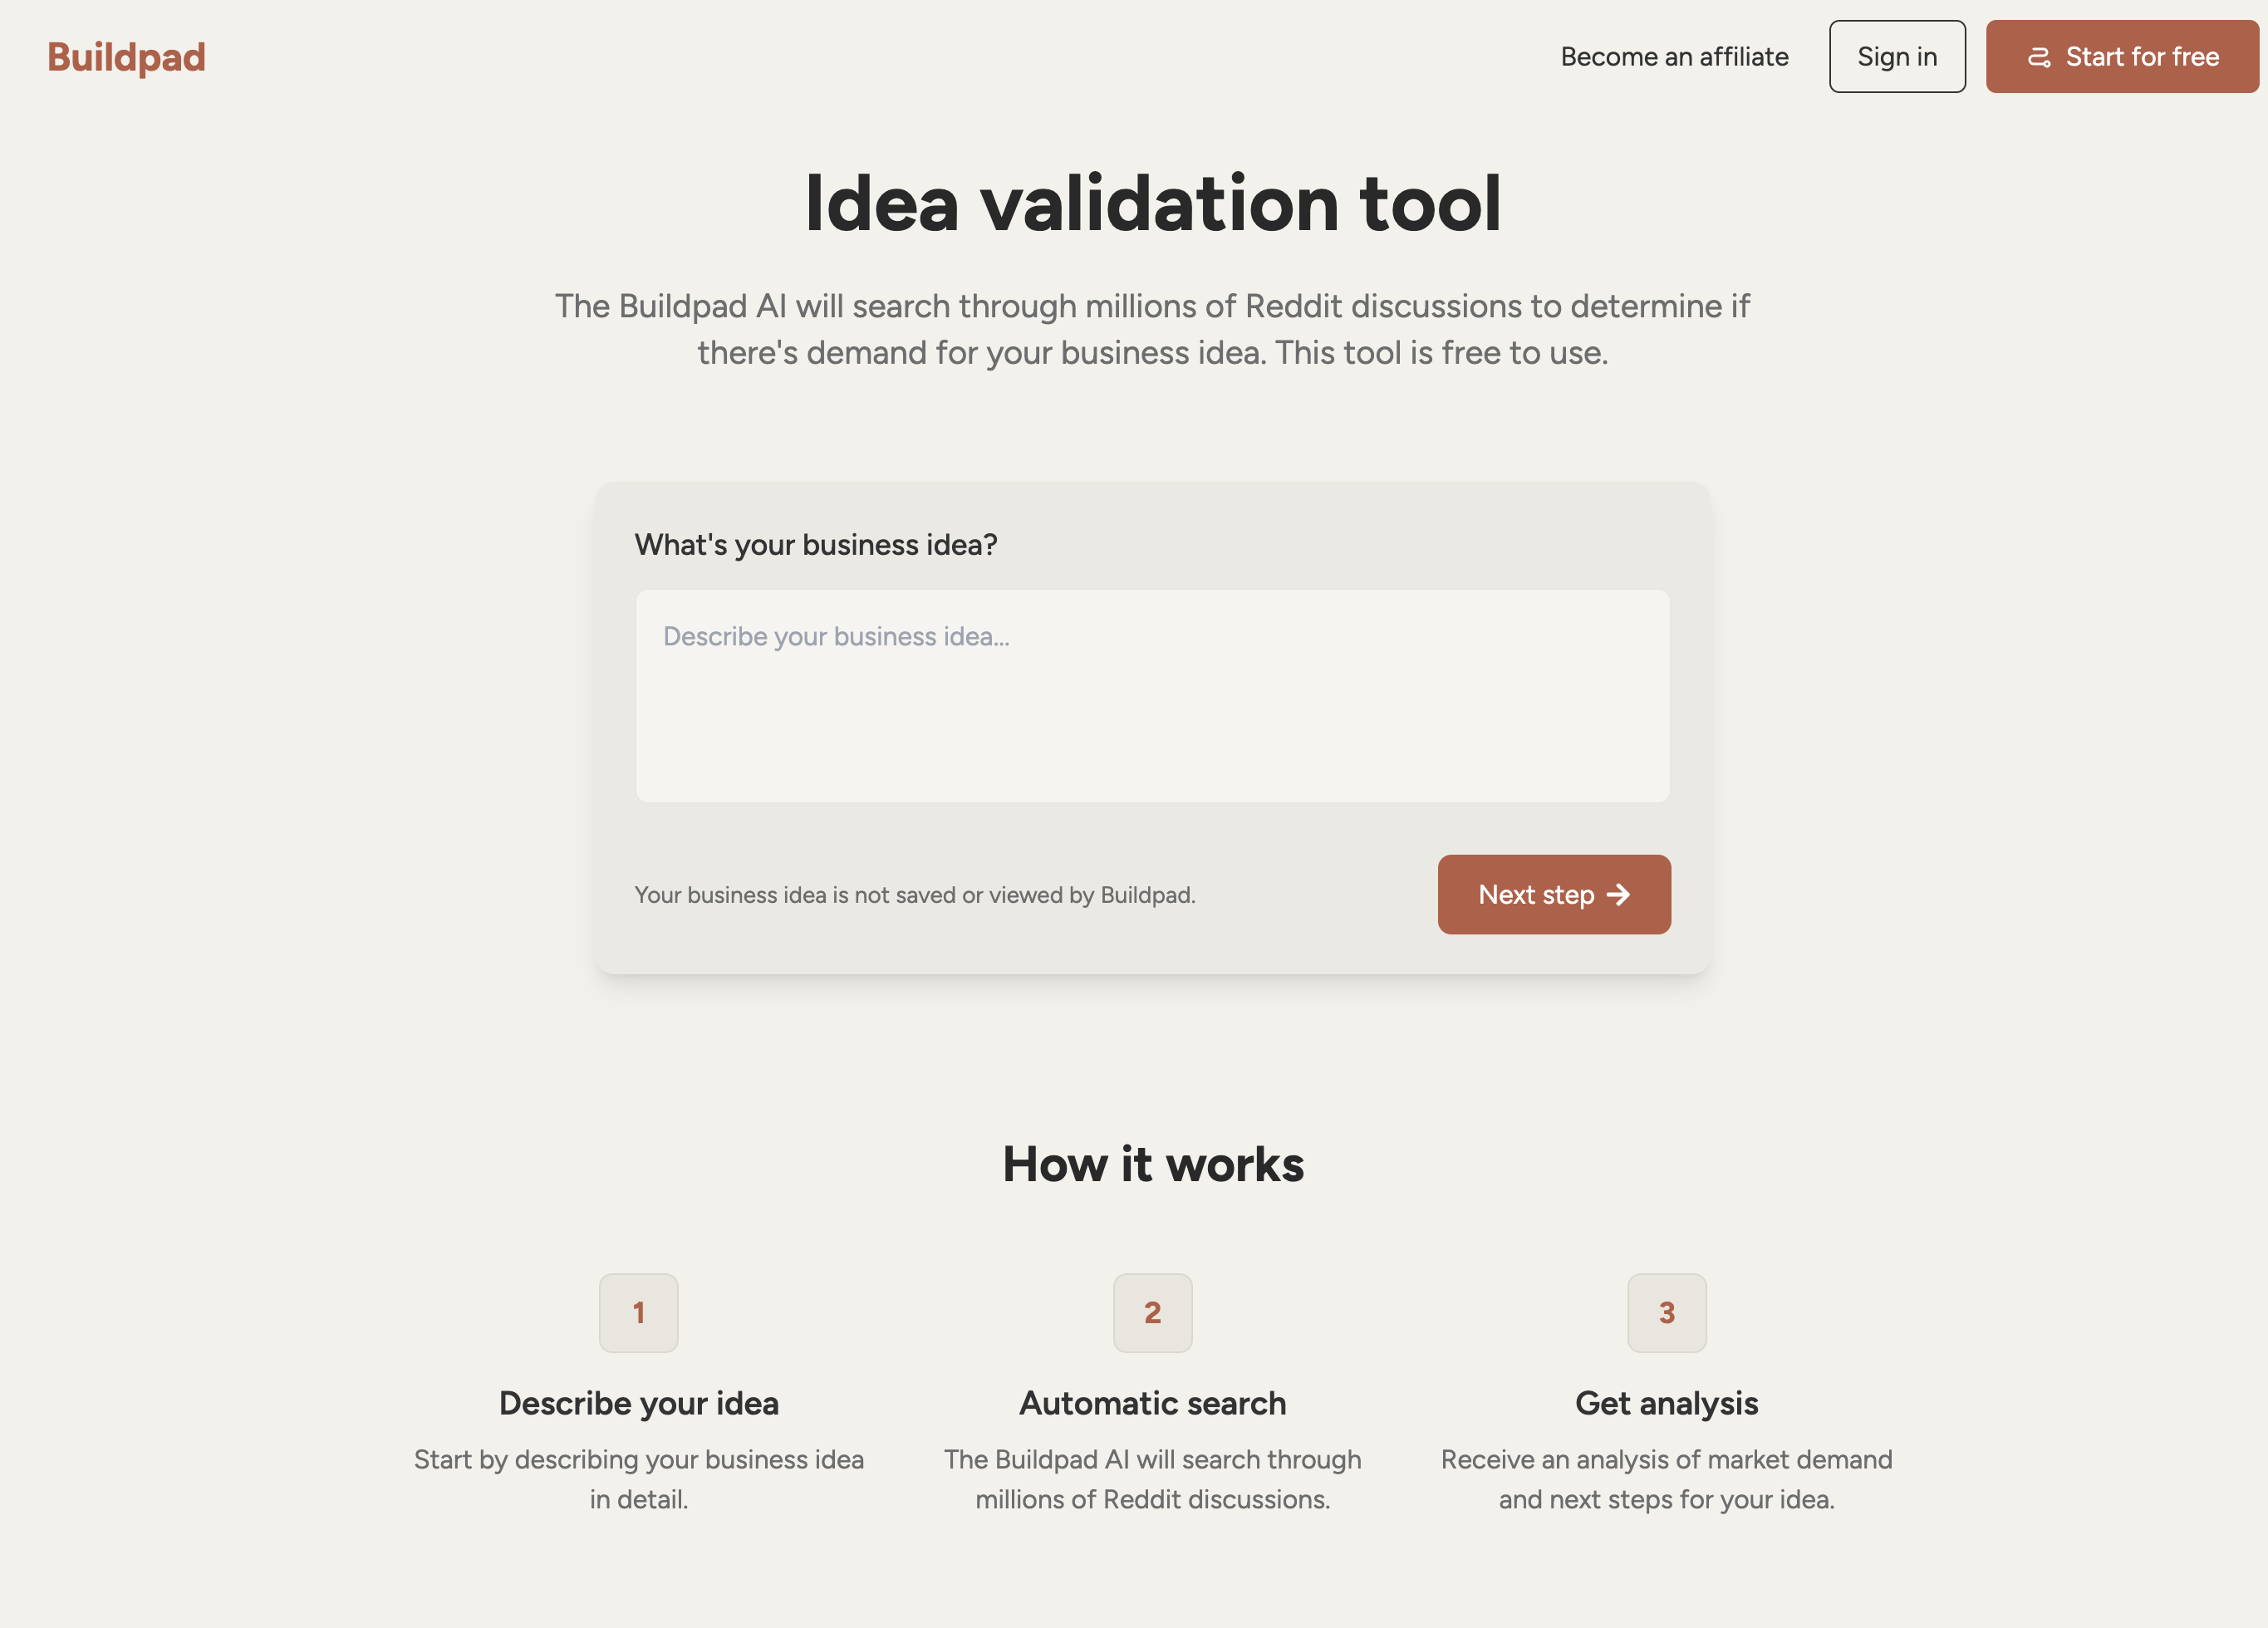 Buildpad
Become an affiliate
Sign in
Start for free
Idea validation tool
The Buildpad AI will search through millions of Reddit discussions to determine if
there's demand for your business idea. This tool is free to use.
What's your business idea?
Describe your business idea...
Your business idea is not saved or viewed by Buildpad.
Next step
How it works
1
2
3
Describe your idea
Automatic search
Get analysis
Start by describing your business idea
in detail.
The Buildpad AI will search through
millions of Reddit discussions.
Receive an analysis of market demand
and next steps for your idea.